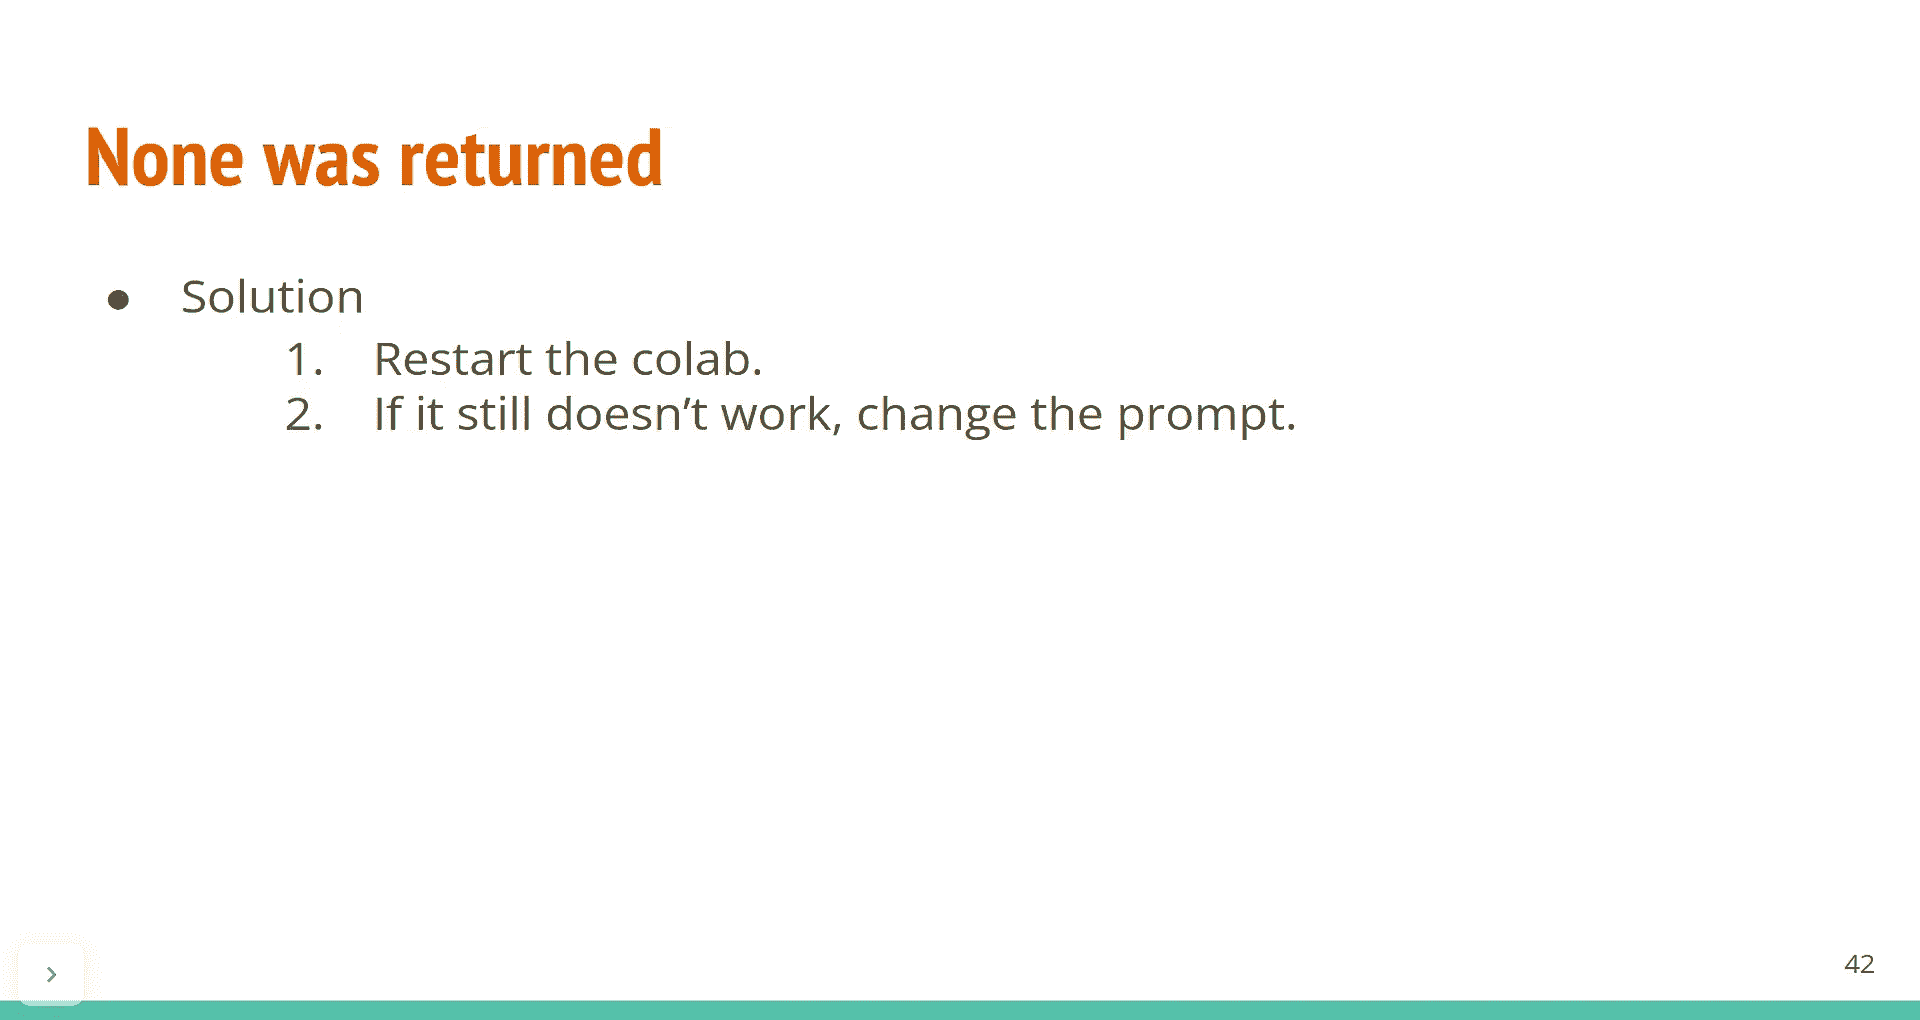 None was returned
● Solution
1. Restart the colab.
2. If it still doesn’t work, change the prompt.
42